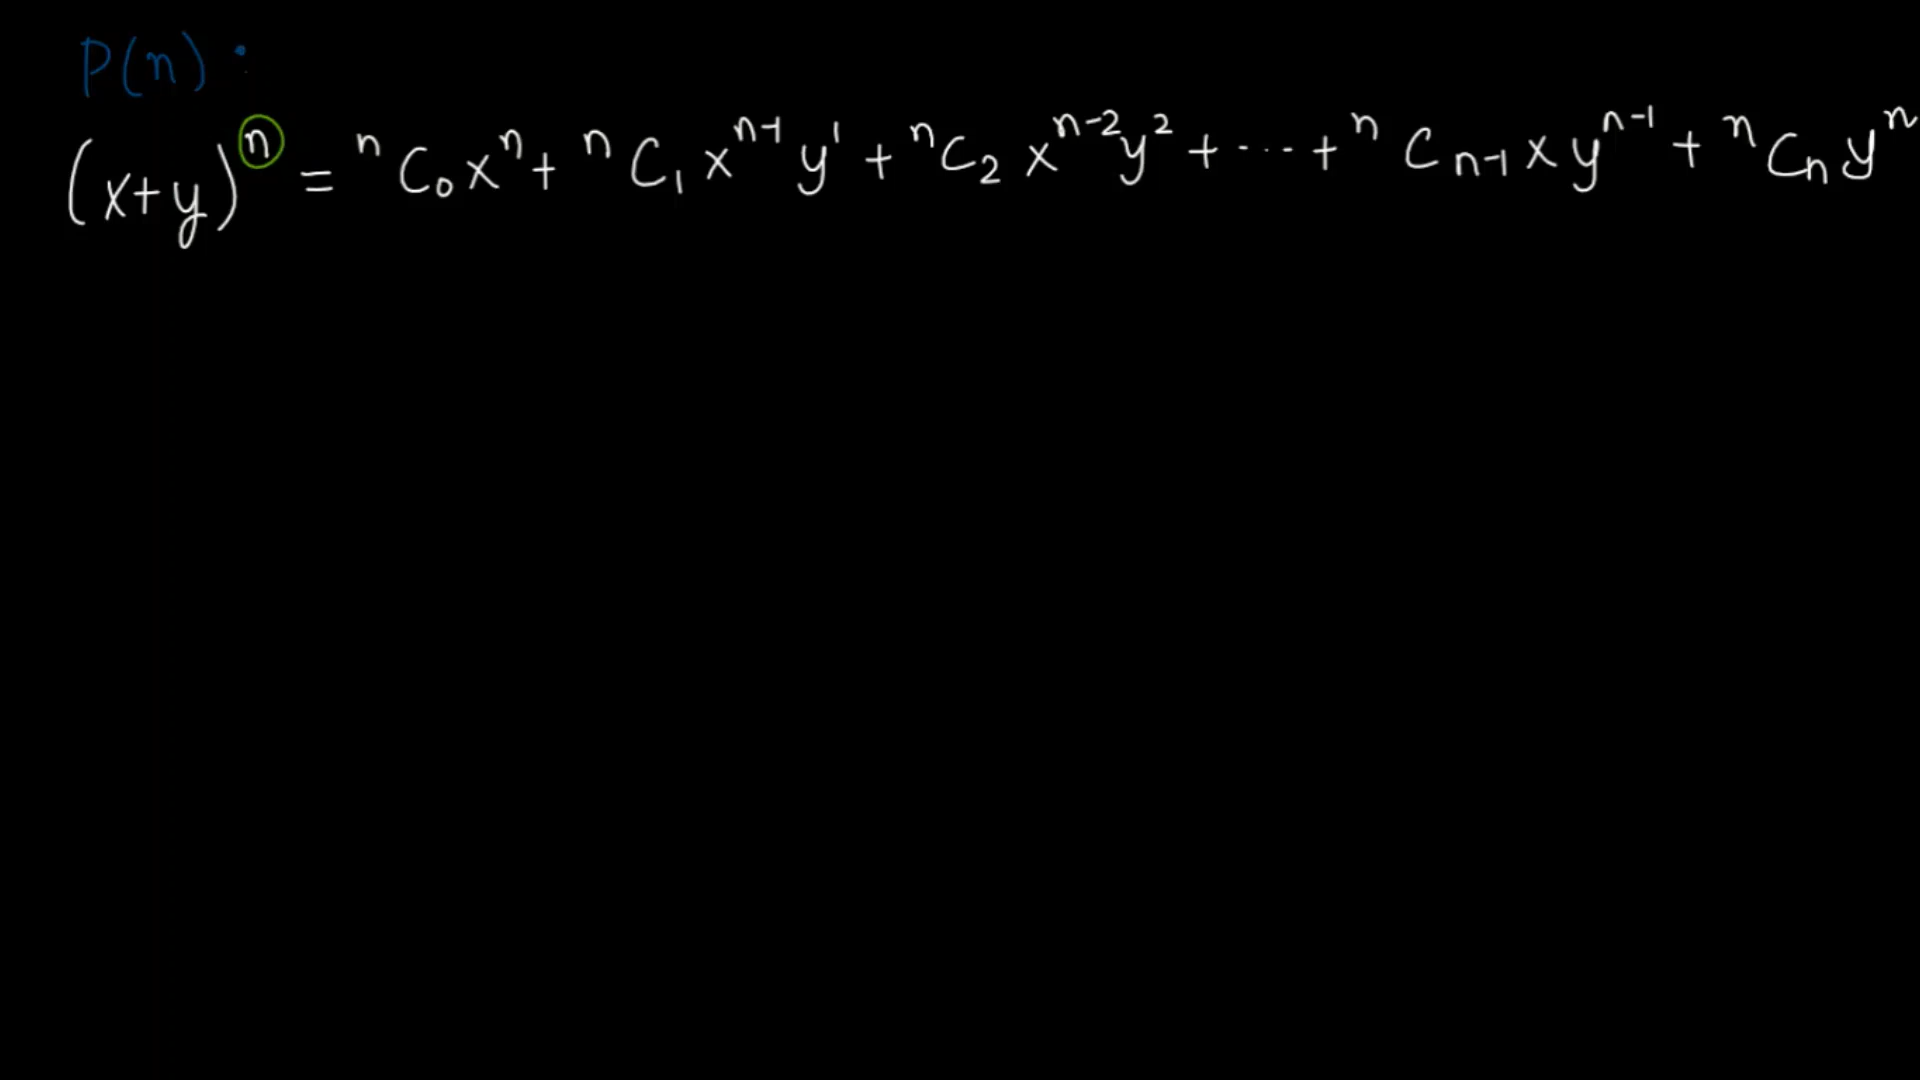 P(n) :
(x+y)ⁿ = ⁿC₀xⁿ + ⁿC₁xⁿ⁻¹y¹ + ⁿC₂xⁿ⁻²y² + ···· + ⁿCₙ₋₁xyⁿ⁻¹ + ⁿCₙyⁿ